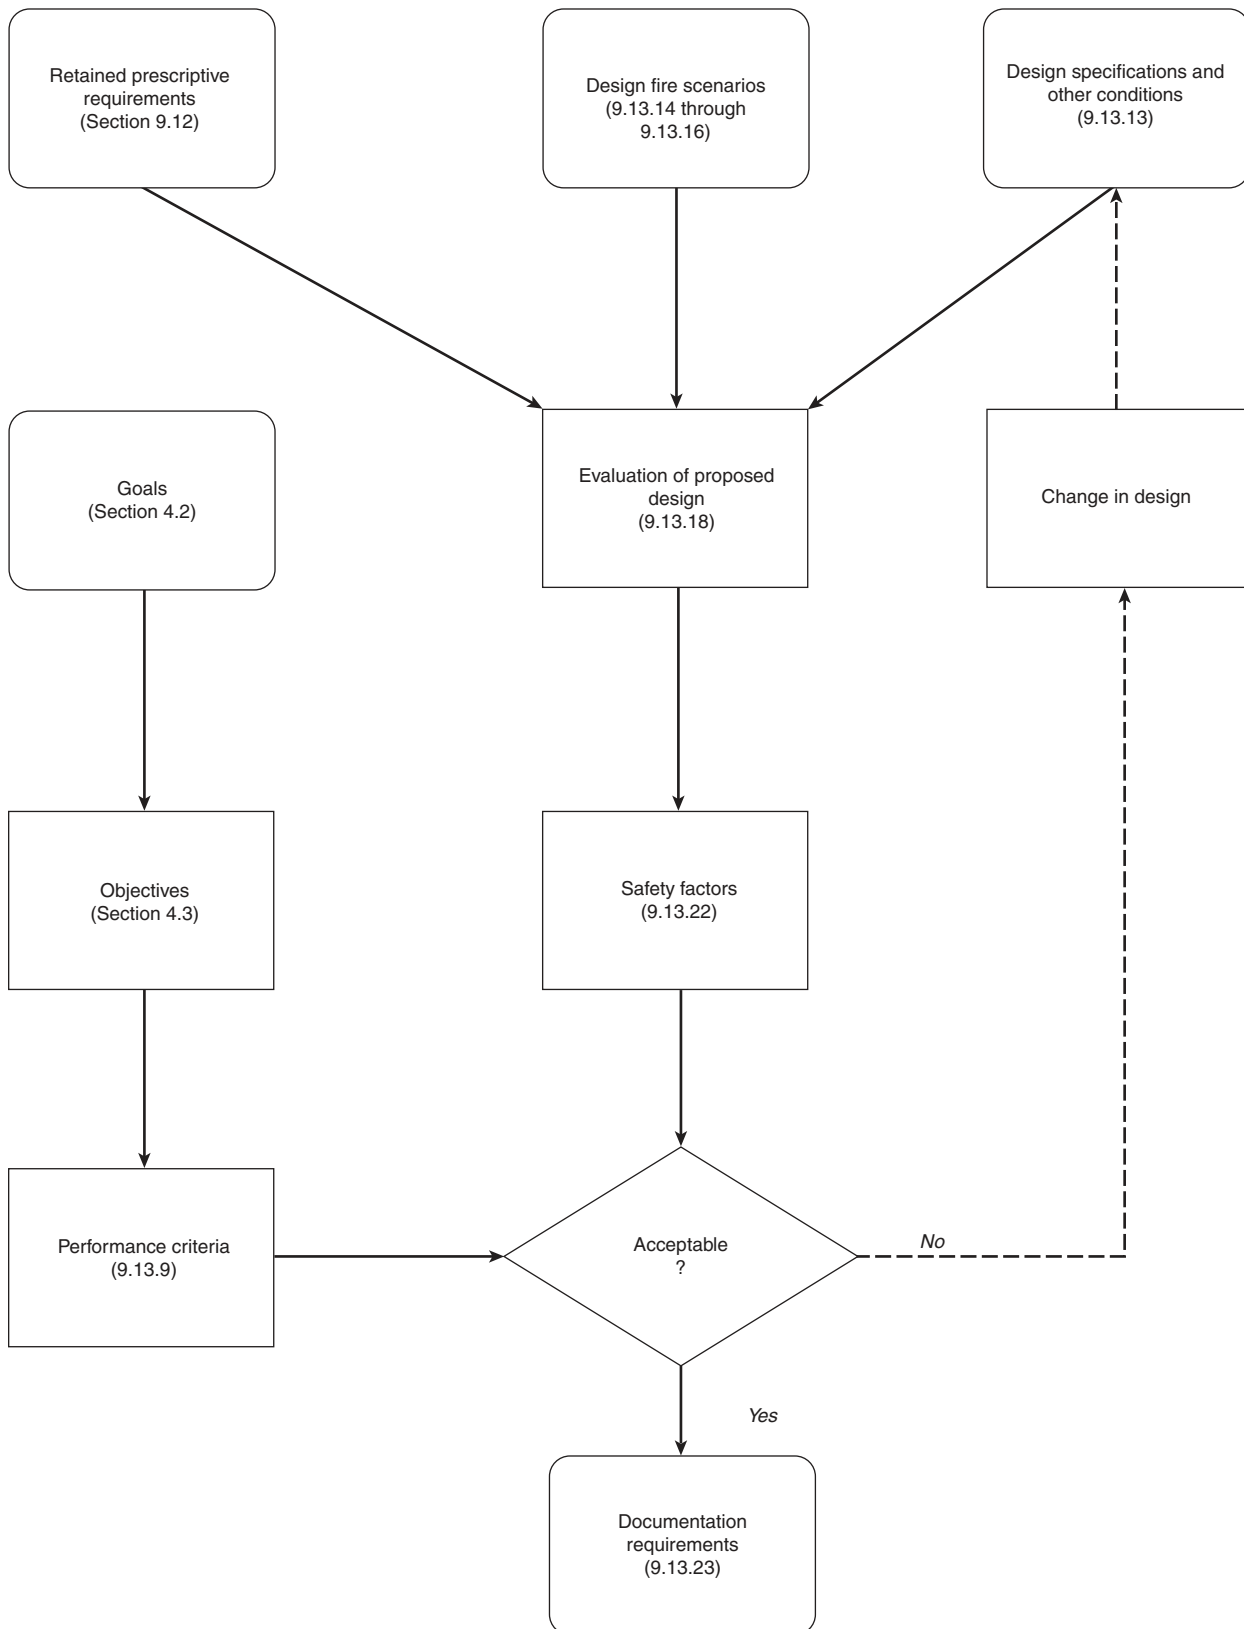 Retained prescriptive
requirements
(Section 9.12)
Design fire scenarios
(9.13.14 through
9.13.16)
Design specifications and
other conditions
(9.13.13)
Goals
(Section 4.2)
Evaluation of proposed
design
(9.13.18)
Change in design
Objectives
(Section 4.3)
Safety factors
(9.13.22)
Performance criteria
(9.13.9)
Acceptable
?
No
Yes
Documentation
requirements
(9.13.23)